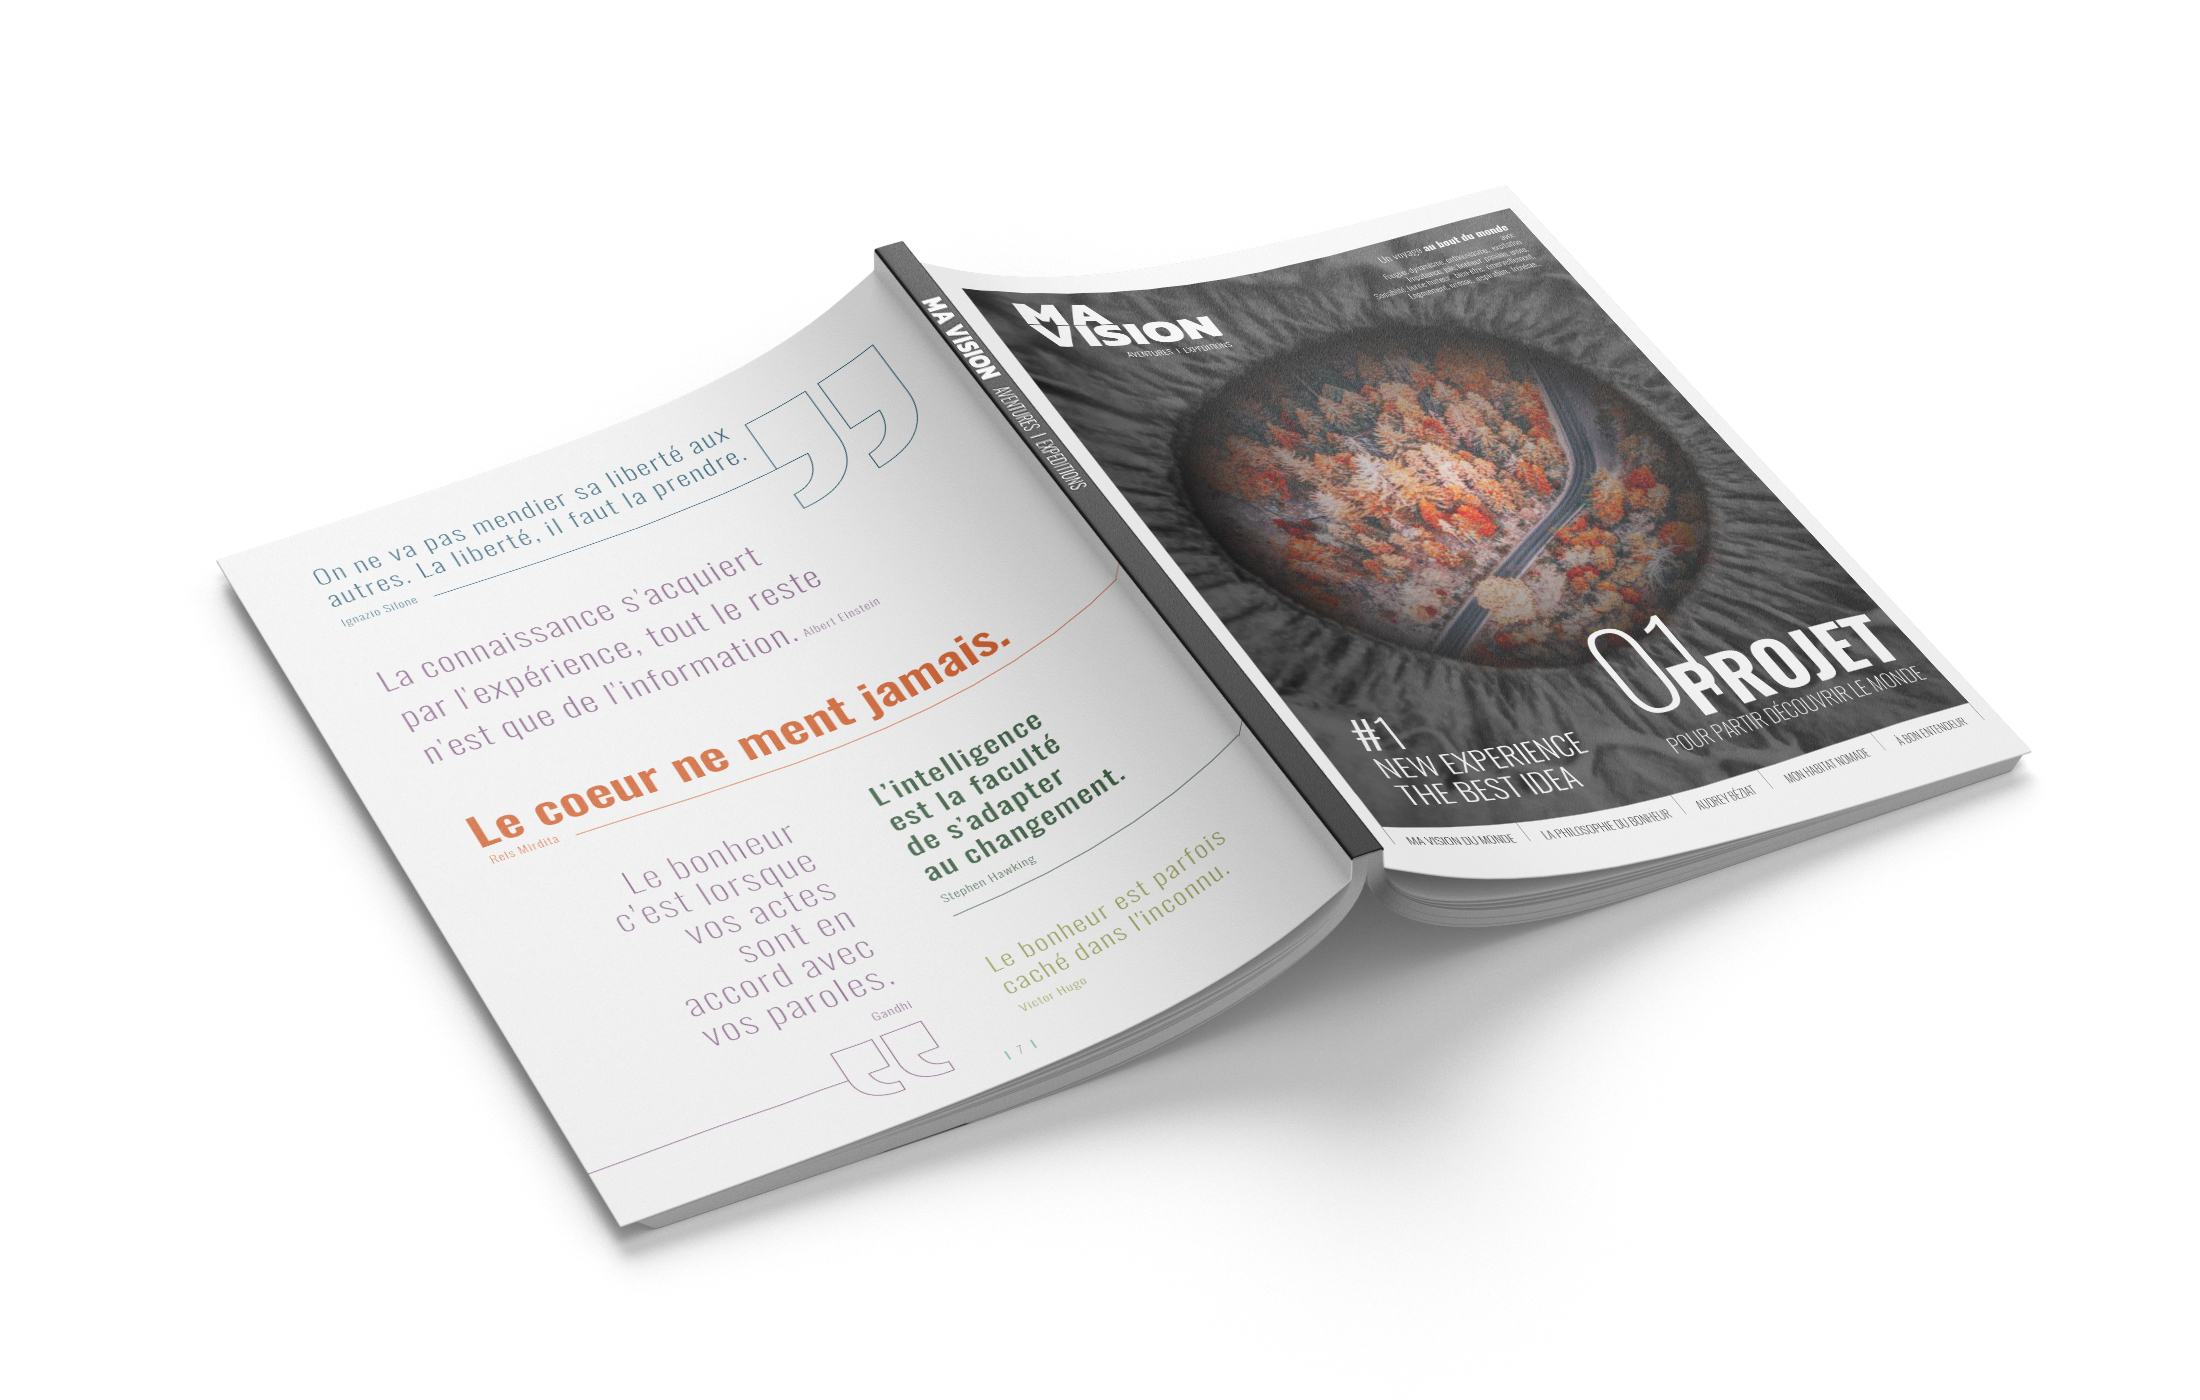 On ne va pas mendier sa liberté aux
autres. La liberté, il faut la prendre.
Ignazio Silone
La connaissance s'acquiert
par l'expérience, tout le reste
n'est que de l'information. Albert Einstein
Le coeur ne ment jamais.
Rels Mirdita
Le bonheur
c'est lorsque
vos actes
sont en
accord avec
vos paroles.
Gandhi
L'intelligence
est la faculté
de s'adapter
au changement.
Stephen Hawking
Le bonheur est parfois
caché dans l'inconnu.
Victor Hugo
| 7 |
MA VISION AVENTURES | EXPEDITIONS
MA
VISION
AVENTURES | EXPEDITIONS
Un voyage au bout du monde
avec
01
PROJET
POUR PARTIR DÉCOUVRIR LE MONDE
#1
NEW EXPERIENCE
THE BEST IDEA
MA VISION DU MONDE
LA PHILOSOPHIE DU BONHEUR
AUDREY BÉZIAT
MON HABITAT NOMADE
À BON ENTENDEUR